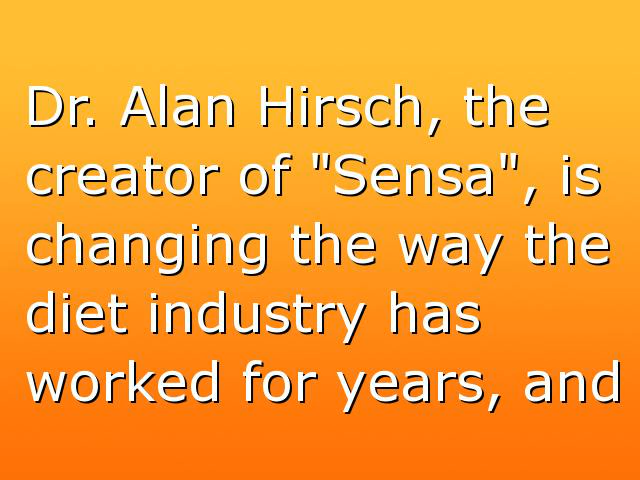 Dr. Alan Hirsch, the
creator of "Sensa", is
changing the way the
diet industry has
worked for years, and